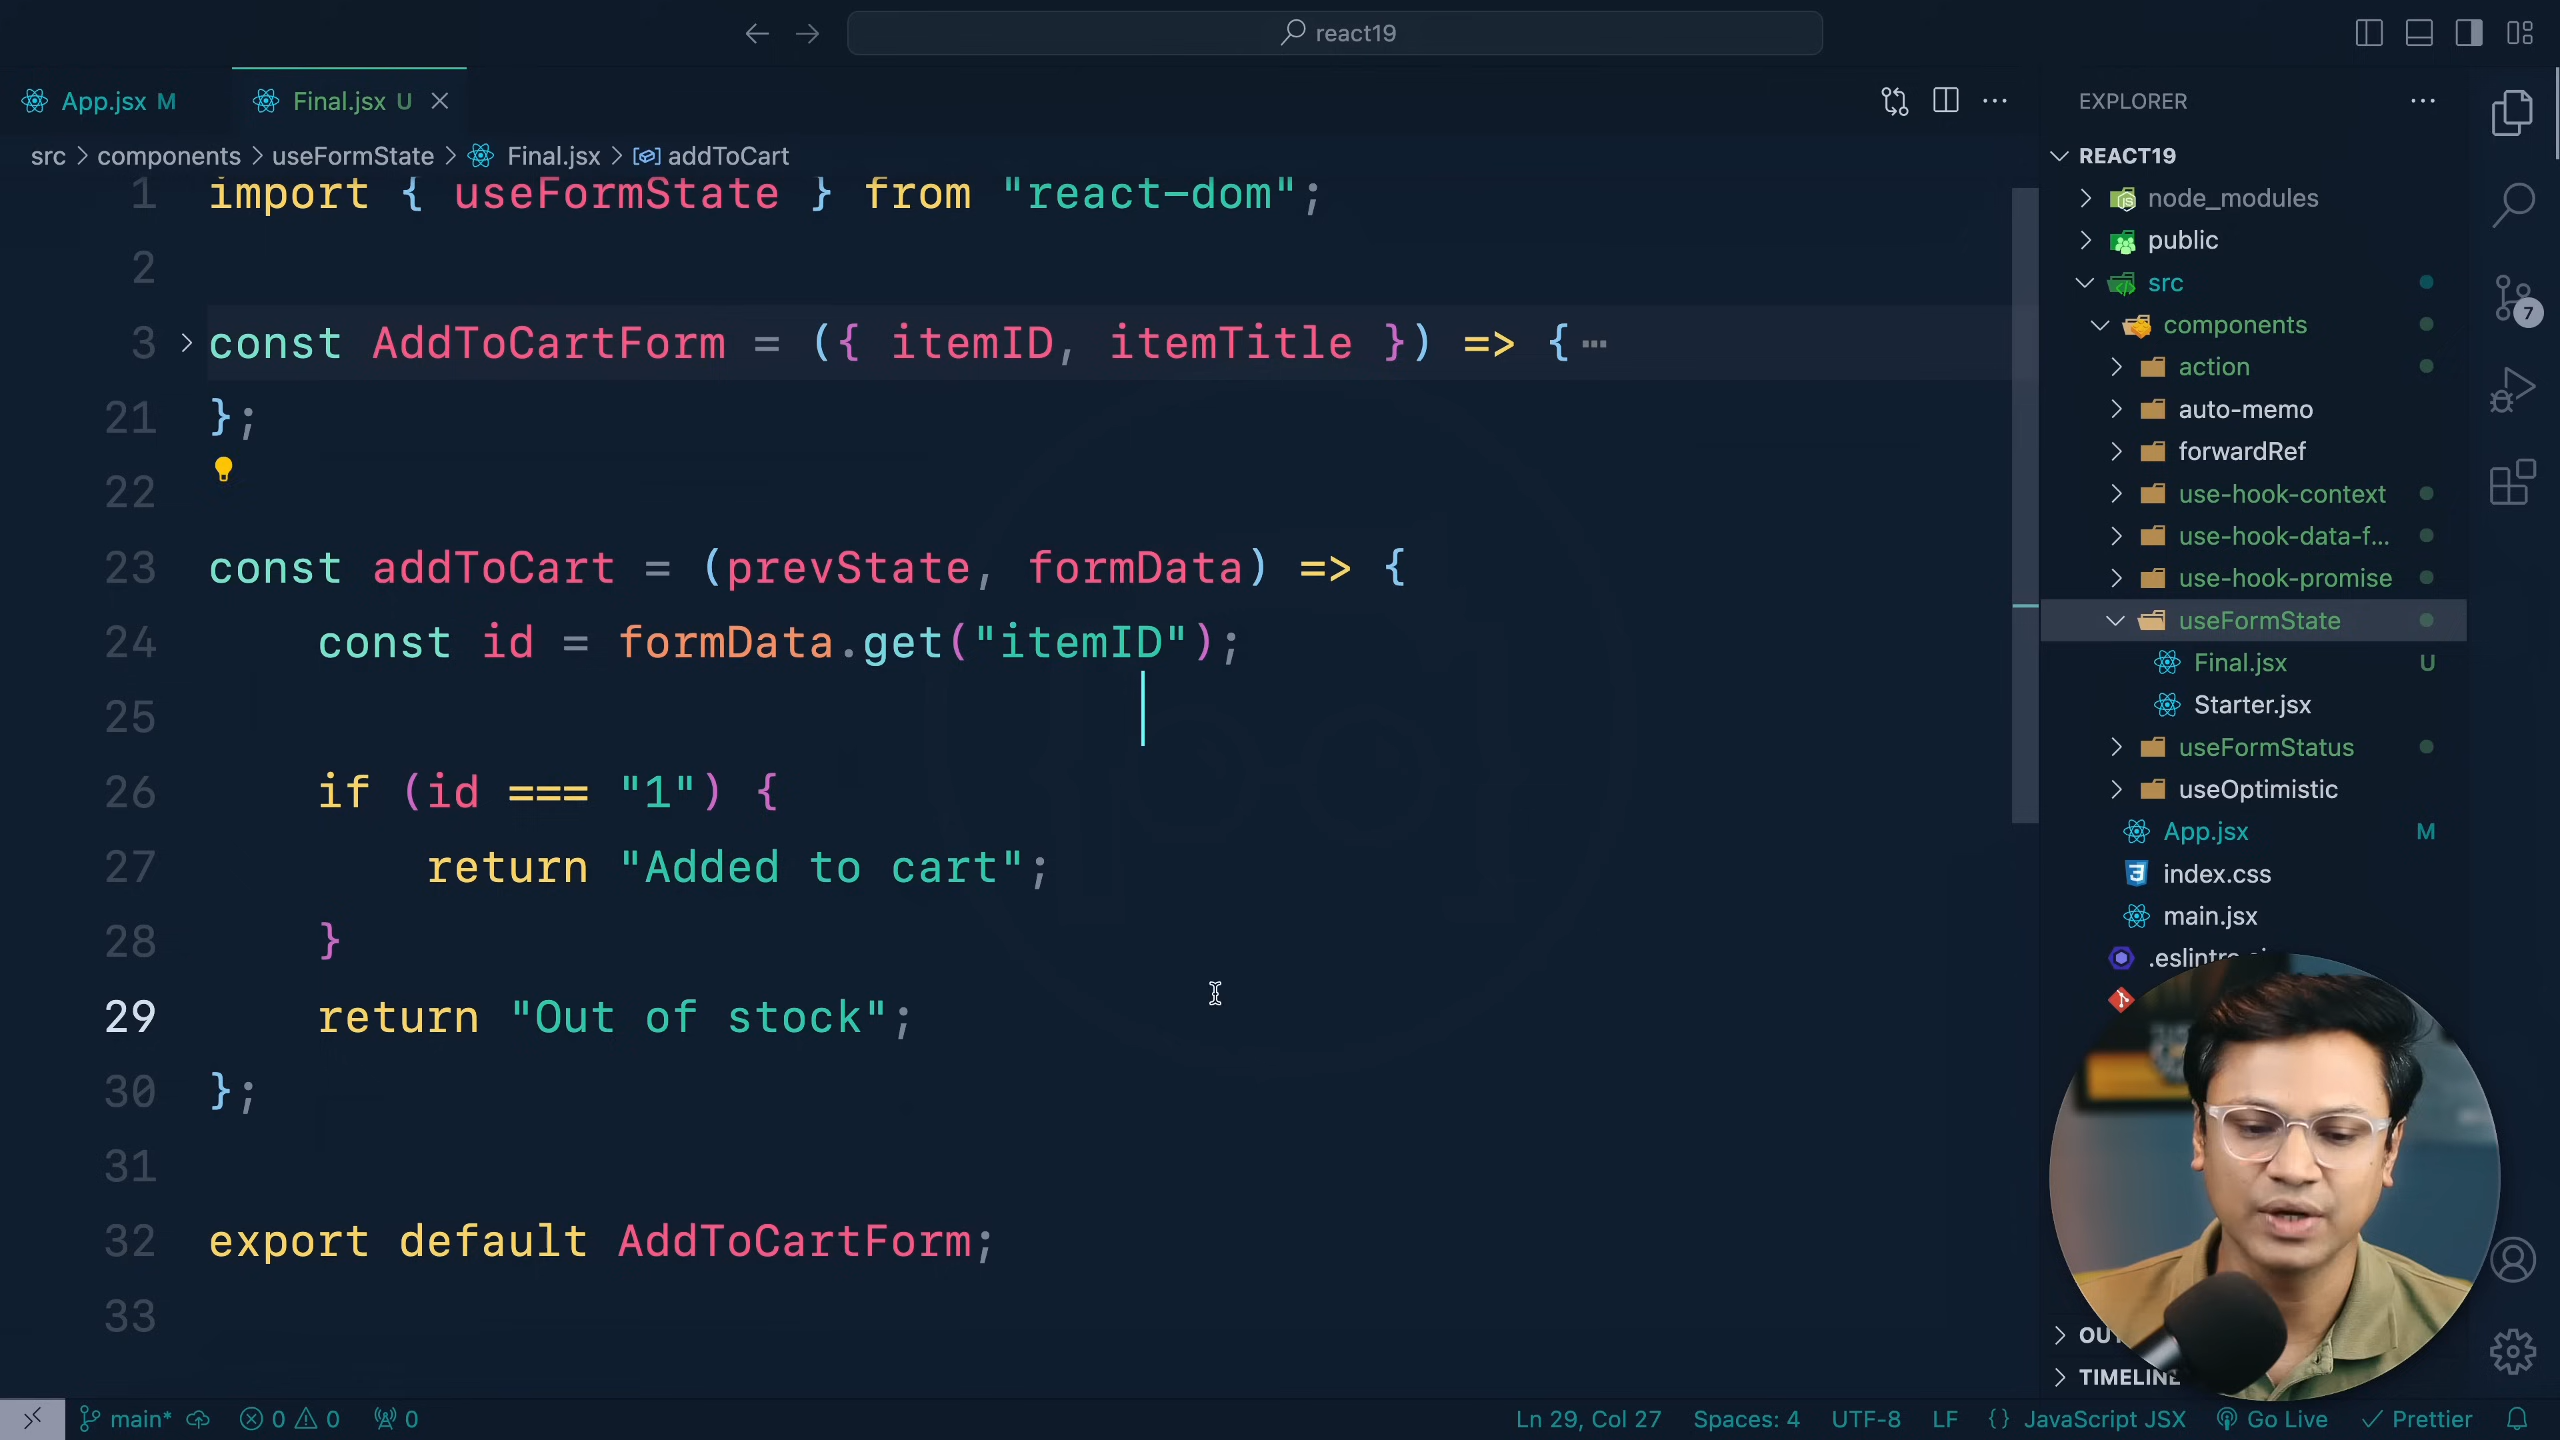 react19
App.jsx M
Final.jsx U
src > components > useFormState > Final.jsx > addToCart
1 import { useFormState } from "react-dom";
2
3 const AddToCartForm = ({ itemID, itemTitle }) => { ···
21 };
22
23 const addToCart = (prevState, formData) => {
24 const id = formData.get("itemID");
25
26 if (id === "1") {
27 return "Added to cart";
28 }
29 return "Out of stock";
30 };
31
32 export default AddToCartForm;
33
EXPLORER
REACT19
node_modules
public
src
components
action
auto-memo
forwardRef
use-hook-context
use-hook-data-f...
use-hook-promise
useFormState
Final.jsx U
Starter.jsx
useFormStatus
useOptimistic
App.jsx M
index.css
main.jsx
TIMELINE
7
main* 0 0 0
Ln 29, Col 27 Spaces: 4 UTF-8 LF {} JavaScript JSX Go Live Prettier